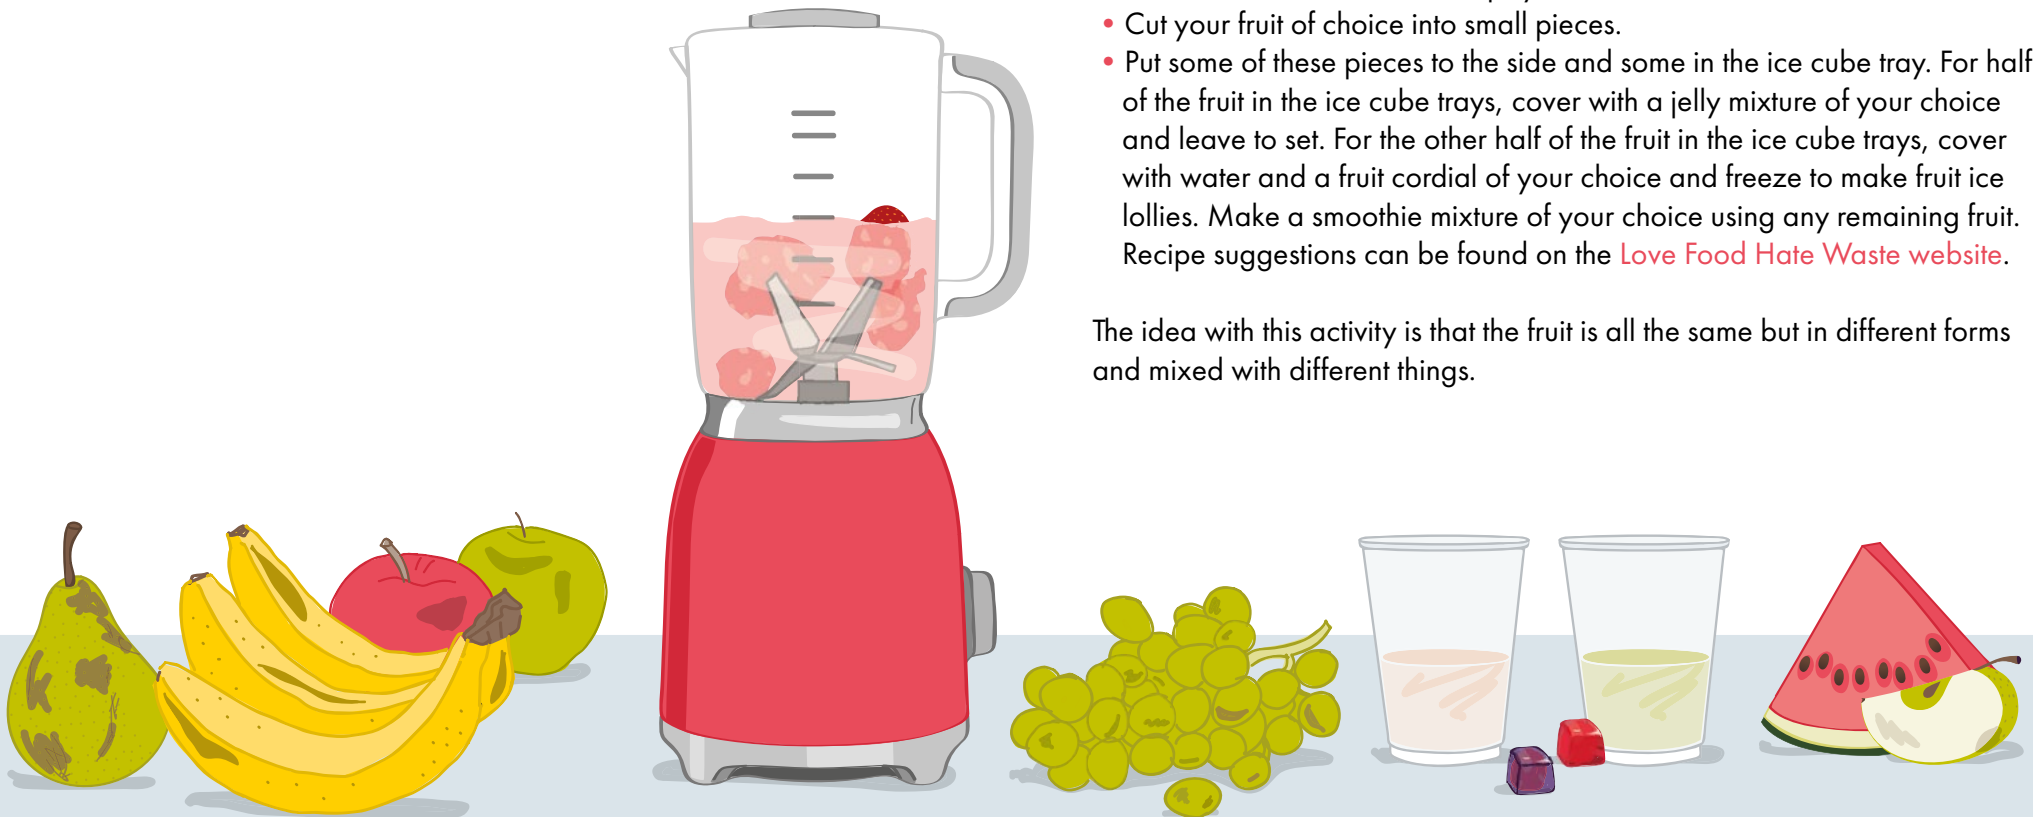 • Cut your fruit of choice into small pieces.
• Put some of these pieces to the side and some in the ice cube tray. For half
of the fruit in the ice cube trays, cover with a jelly mixture of your choice
and leave to set. For the other half of the fruit in the ice cube trays, cover
with water and a fruit cordial of your choice and freeze to make fruit ice
lollies. Make a smoothie mixture of your choice using any remaining fruit.
Recipe suggestions can be found on the Love Food Hate Waste website.
The idea with this activity is that the fruit is all the same but in different forms
and mixed with different things.